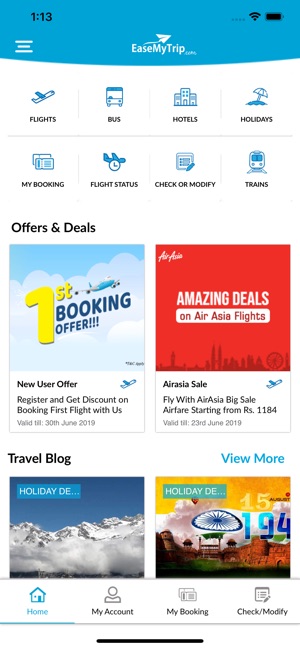 1:13
EaseMyTrip.com
FLIGHTS
BUS
HOTELS
HOLIDAYS
MY BOOKING
FLIGHT STATUS
CHECK OR MODIFY
TRAINS
Offers & Deals
1st
BOOKING
OFFER!!!
*T&C Apply
AirAsia
AMAZING DEALS
on Air Asia Flights
New User Offer
Register and Get Discount on
Booking First Flight with Us
Valid till: 30th June 2019
Airasia Sale
Fly With AirAsia Big Sale
Airfare Starting from Rs. 1184
Valid till: 23rd June 2019
Travel Blog
View More
HOLIDAY DE...
HOLIDAY DE...
15
AUGUST
194
Home
My Account
My Booking
Check/Modify